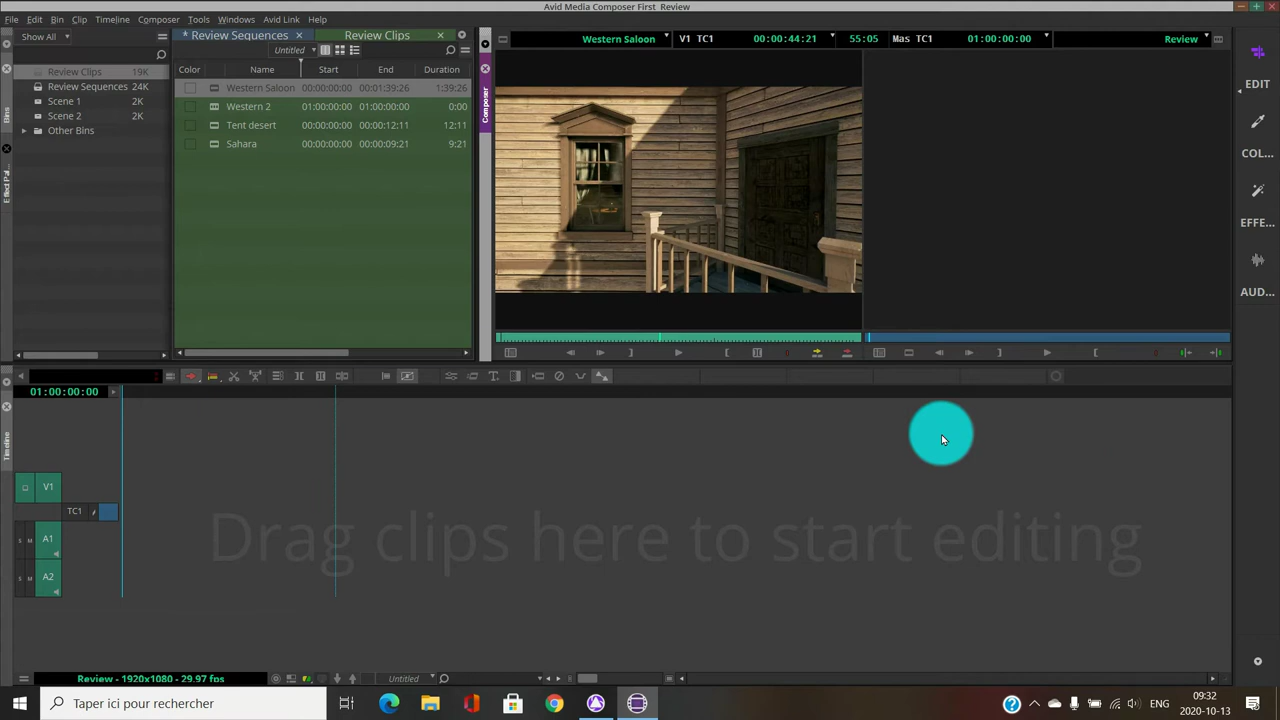 Avid Media Composer First Review
File Edit Bin Clip Timeline Composer Tools Windows Avid Link Help
Show All
* Review Sequences
Review Clips
Western Saloon
V1 TC1
00:00:44:21
55:05
Mas TC1
01:00:00:00
Review
Untitled
Color Name Start End Duration
Review Clips 19K
Review Sequences 24K
Scene 1 2K
Scene 2 2K
Other Bins
Western Saloon 00:00:00:00 00:01:39:26 1:39:26
Western 2 01:00:00:00 01:00:00:00 0:00
Tent desert 00:00:00:00 00:00:12:11 12:11
Sahara 00:00:00:00 00:00:09:21 9:21
Bins
Effect Pal..
Composer
EDIT
COL...
EFFE...
AUD...
01:00:00:00
Timeline
V1
TC1
S M A1
S M A2
Drag clips here to start editing
Review - 1920x1080 - 29.97 fps
Untitled
Taper ici pour rechercher
ENG
09:32
2020-10-13